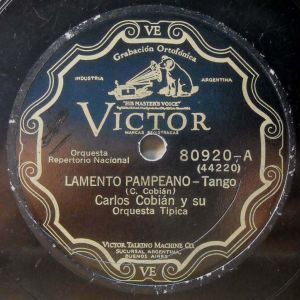 VE
Grabación Ortofónica
INDUSTRIA ARGENTINA
"HIS MASTER'S VOICE"
VICTOR
MARCAS REGISTRADAS
Orquesta
Repertorio Nacional
80920-A
(44220)
LAMENTO PAMPEANO-Tango
(C. Cobián)
Carlos Cobián y su
Orquesta Típica
VICTOR TALKING MACHINE CO.
SUCURSAL ARGENTINA,
BUENOS AIRES
VE